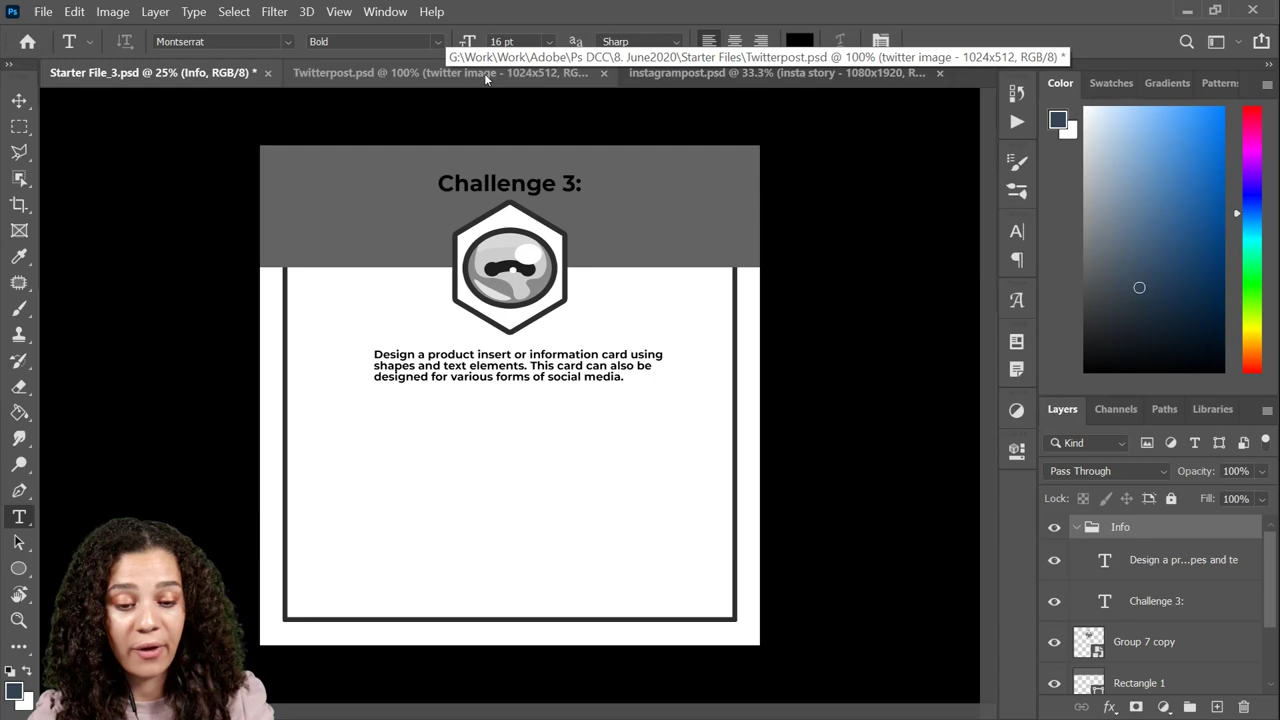 Ps File Edit Image Layer Type Select Filter 3D View Window Help
T Montserrat Bold 16 pt Sharp
G:\Work\Work\Adobe\Ps DCC\8. June2020\Starter Files\Twitterpost.psd @ 100% (twitter image - 1024x512, RGB/8) *
Starter File_3.psd @ 25% (Info, RGB/8) * Twitterpost.psd @ 100% (twitter image - 1024x512, RG... instagrampost.psd @ 33.3% (insta story - 1080x1920, R...
Color Swatches Gradients Patterns
Challenge 3:
Design a product insert or information card using
shapes and text elements. This card can also be
designed for various forms of social media.
Layers Channels Paths Libraries
Kind
Pass Through Opacity: 100%
Lock: Fill: 100%
Info
T Design a pr...pes and te
T Challenge 3:
Group 7 copy
Rectangle 1